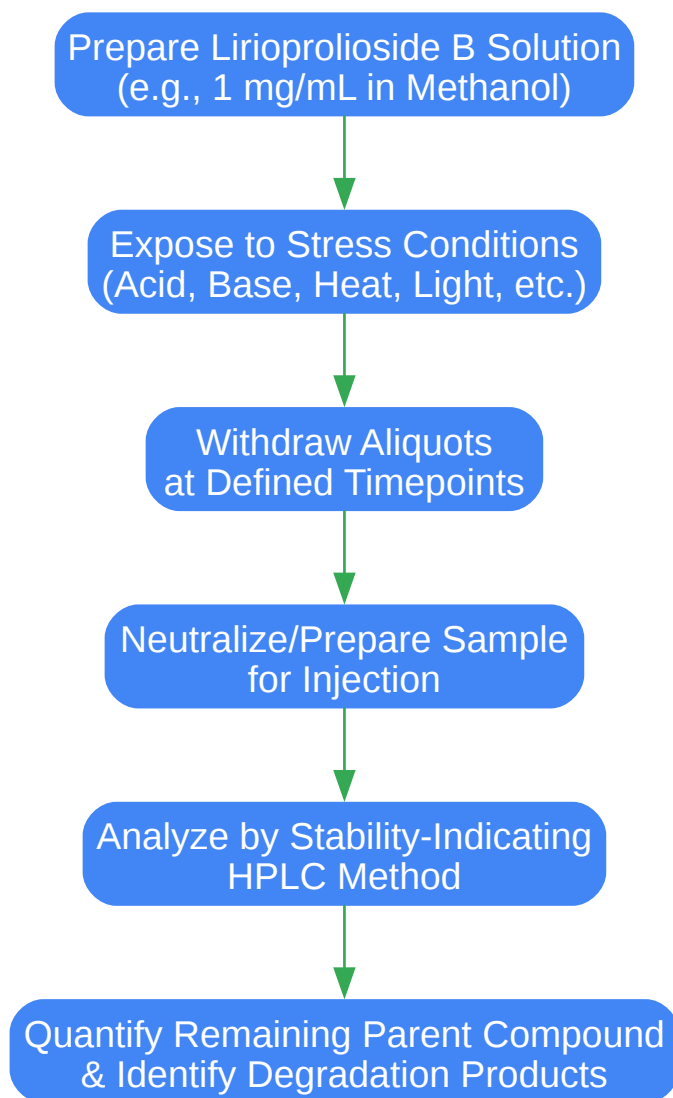 Prepare Lirioprolioside B Solution
(e.g., 1 mg/mL in Methanol)
Expose to Stress Conditions
(Acid, Base, Heat, Light, etc.)
Withdraw Aliquots
at Defined Timepoints
Neutralize/Prepare Sample
for Injection
Analyze by Stability-Indicating
HPLC Method
Quantify Remaining Parent Compound
& Identify Degradation Products